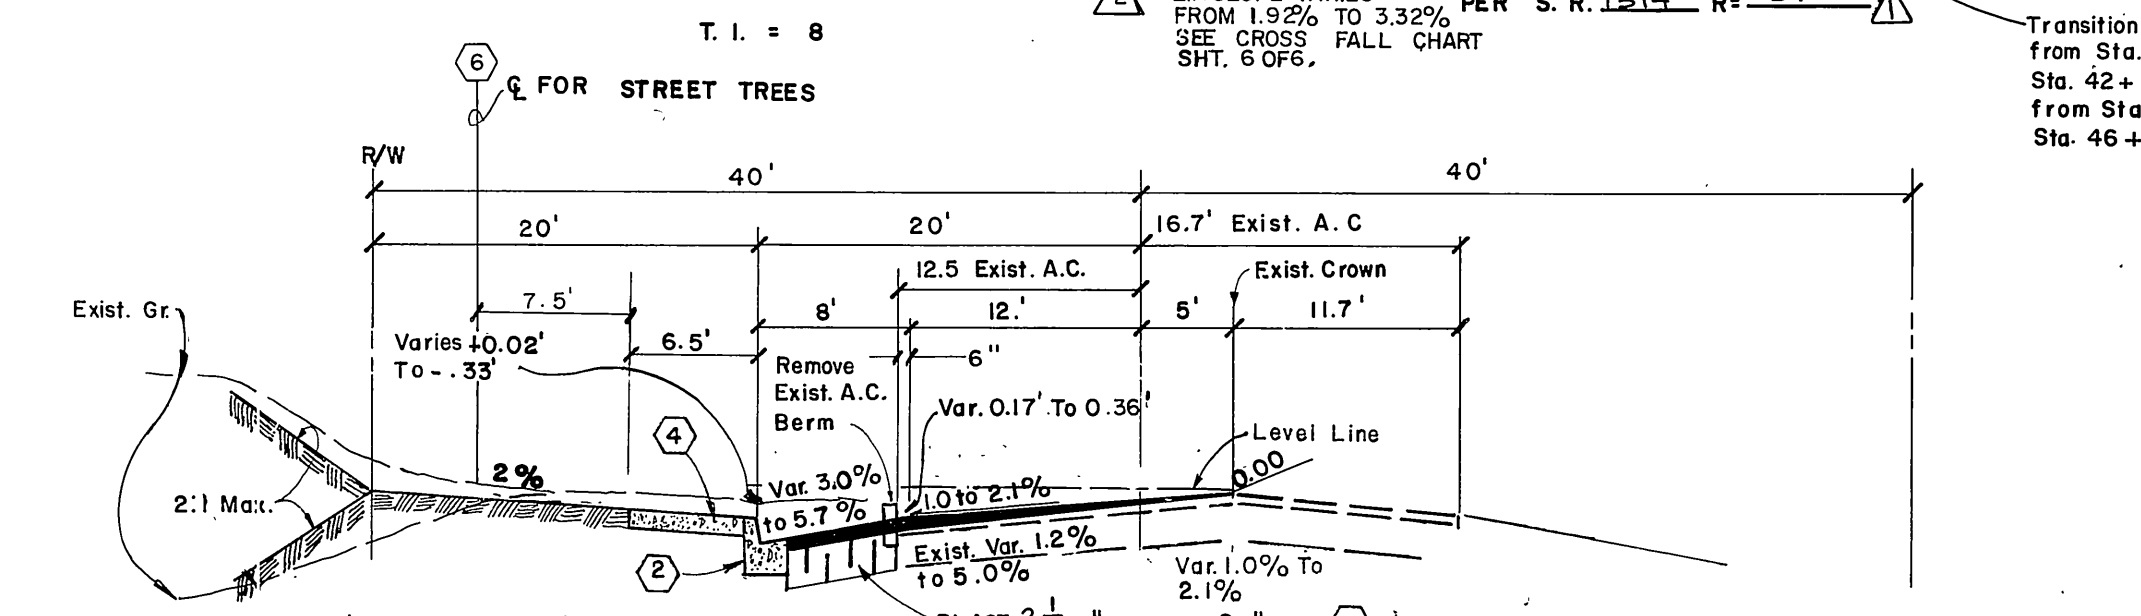 T. I. = 8
6
℄ FOR STREET TREES
2
FROM 1.92% TO 3.32%
SEE CROSS FALL CHART
SHT. 6 OF 6.
PER S. R. R=
1
Transition
from Sta.
Sta. 42+
from Sta
Sta. 46+
R/W
40'
40'
20'
20'
16.7' Exist. A.C
12.5 Exist. A.C.
Exist. Crown
Exist. Gr.
7.5'
8'
12.'
5'
11.7'
Varies +0.02'
To -.33'
6.5'
Remove
Exist. A.C.
Berm
6"
Var. 0.17' To 0.36'
4
Level Line
0.00
2%
Var. 3.0%
to 5.7%
1.0 to 2.1%
2:1 Max.
2
Exist. Var. 1.2%
to 5.0%
Var. 1.0% To
2.1%